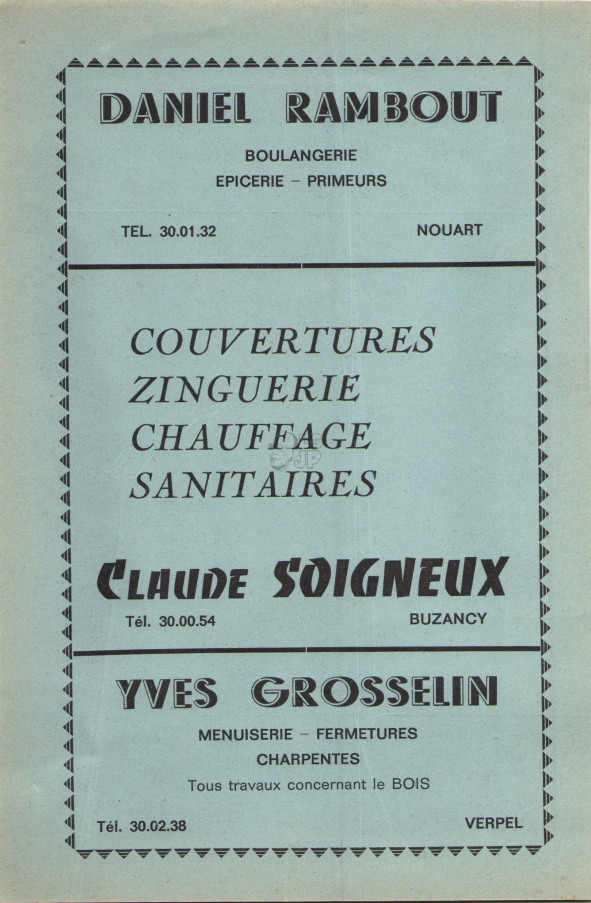 DANIEL RAMBOUT
BOULANGERIE
EPICERIE – PRIMEURS
TEL. 30.01.32 NOUART
COUVERTURES
ZINGUERIE
CHAUFFAGE
SANITAIRES
CLAUDE SOIGNEUX
Tél. 30.00.54 BUZANCY
YVES GROSSELIN
MENUISERIE – FERMETURES
CHARPENTES
Tous travaux concernant le BOIS
Tél. 30.02.38 VERPEL